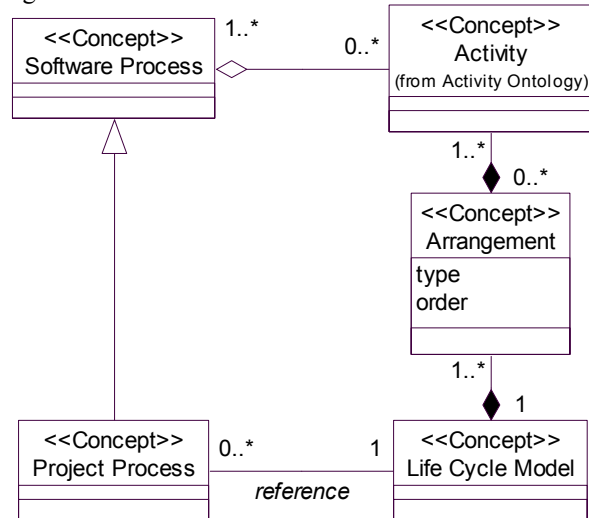 <<Concept>>
Software Process
1..*
0..*
<<Concept>>
Activity
(from Activity Ontology)
1..*
0..*
<<Concept>>
Arrangement
type
order
1..*
1
<<Concept>>
Project Process
0..*
1
reference
<<Concept>>
Life Cycle Model